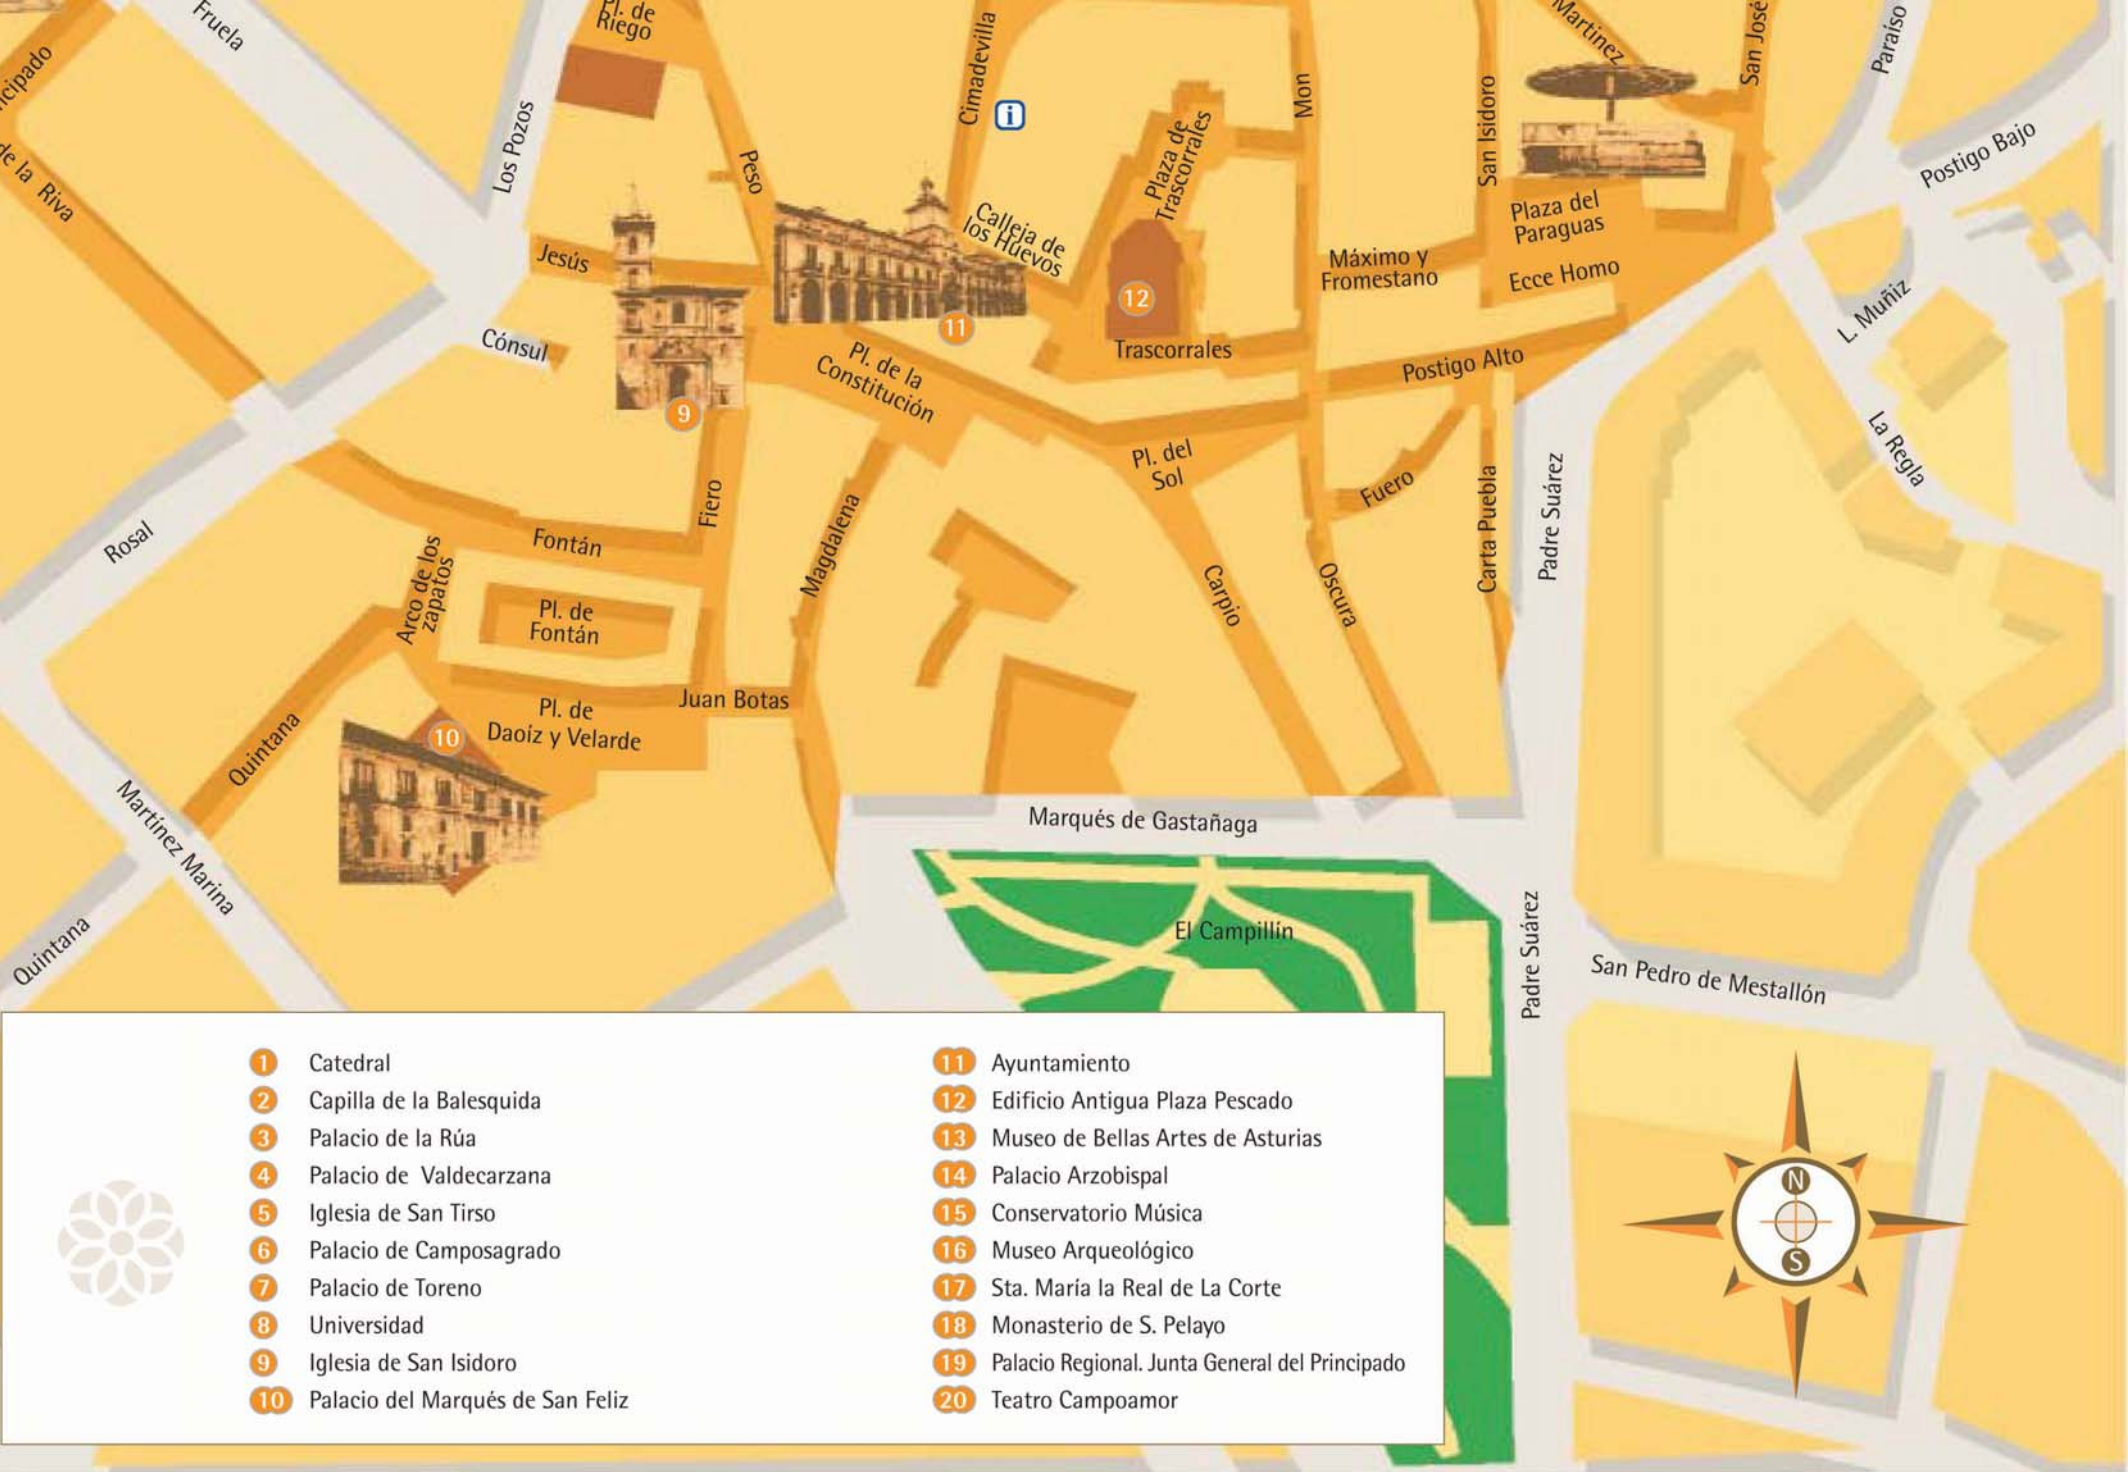 Fruela
Pl. de
Riego
Cimadevilla
Martinez
San José
Paraíso
cipado
Los Pozos
Peso
i
Plaza de
Trascorrales
Mon
San Isidoro
Postigo Bajo
de la Riva
Jesús
Calleja de
los Huevos
Plaza del
Paraguas
Máximo y
Fromestano
Ecce Homo
12
L. Muñiz
11
Cónsul
Pl. de la
Constitución
Trascorrales
Postigo Alto
9
Pl. del
Sol
La Regla
Fiero
Magdalena
Fuero
Carta Puebla
Padre Suárez
Rosal
Fontán
Arco de los
zapatos
Pl. de
Fontán
Carpio
Oscura
Juan Botas
Pl. de
Daoíz y Velarde
10
Quintana
Martínez Marina
Marqués de Gastañaga
El Campillín
Padre Suárez
Quintana
San Pedro de Mestallón
1 Catedral
2 Capilla de la Balesquida
3 Palacio de la Rúa
4 Palacio de Valdecarzana
5 Iglesia de San Tirso
6 Palacio de Camposagrado
7 Palacio de Toreno
8 Universidad
9 Iglesia de San Isidoro
10 Palacio del Marqués de San Feliz
11 Ayuntamiento
12 Edificio Antigua Plaza Pescado
13 Museo de Bellas Artes de Asturias
14 Palacio Arzobispal
15 Conservatorio Música
16 Museo Arqueológico
17 Sta. María la Real de La Corte
18 Monasterio de S. Pelayo
19 Palacio Regional. Junta General del Principado
20 Teatro Campoamor
N
S